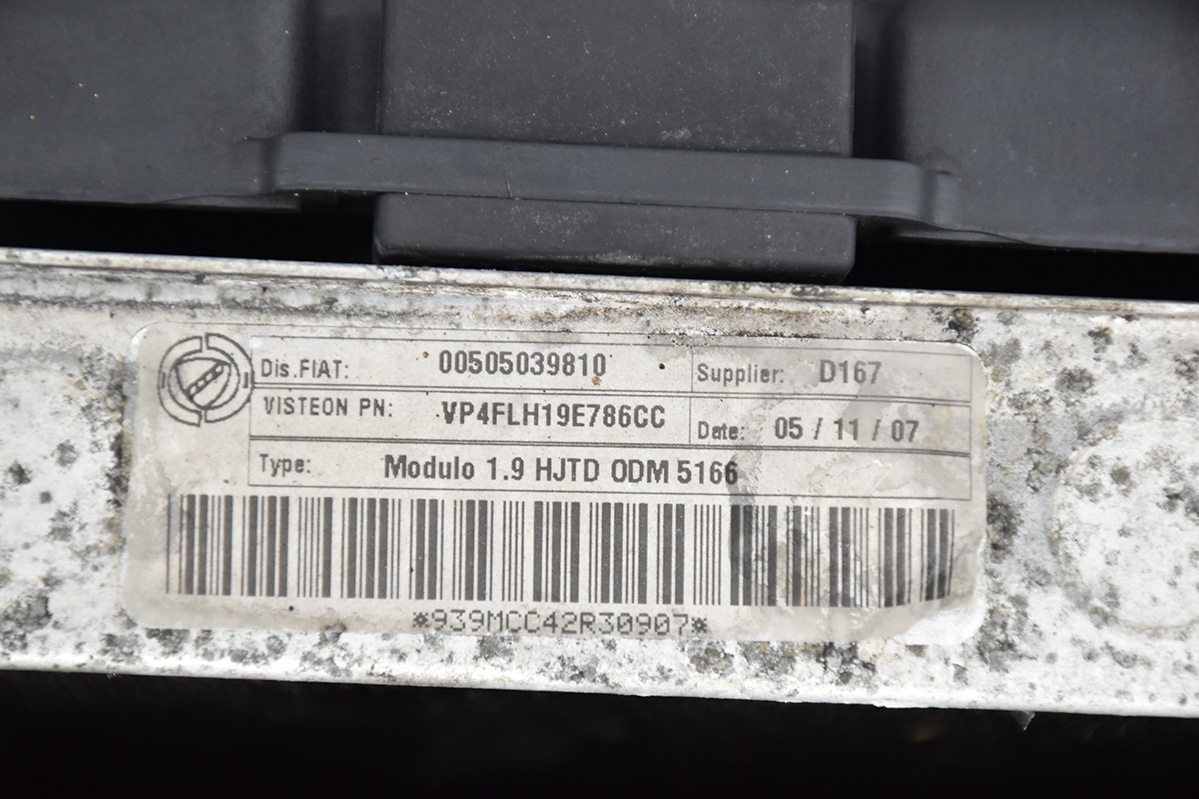 Dis.FIAT: 00505039810 Supplier: D167
VISTEON PN: VP4FLH19E786CC Date: 05 / 11 / 07
Type: Modulo 1.9 HJTD ODM 5166
*939MCC42R30907*